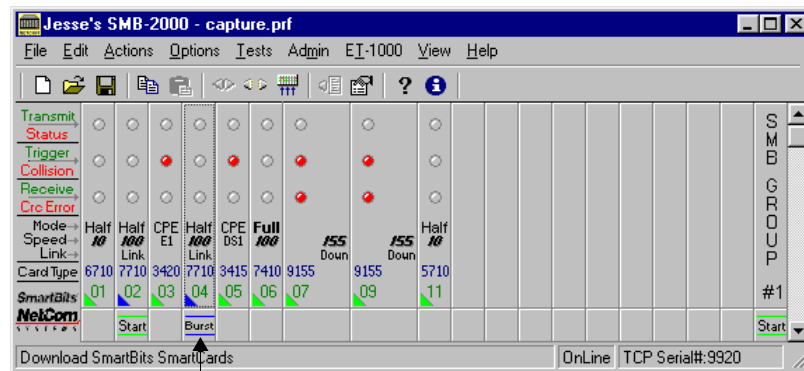 Jesse's SMB-2000 - capture.prf
File Edit Actions Options Tests Admin ET-1000 View Help
Transmit
Status
Trigger
Collision
Receive
Crc Error
Mode→ Half Half CPE Half CPE Full Half
Speed→ 10 100 E1 100 DS1 100 155 155 10
Link→ Link Link Down Down
Card Type 6710 7710 3420 7710 3415 7410 9155 9155 5710
SmartBits 01 02 03 04 05 06 07 09 11
NetCom SYSTEMS Start Burst Start
SMB GROUP #1
Download SmartBits SmartCards OnLine TCP Serial#:9920